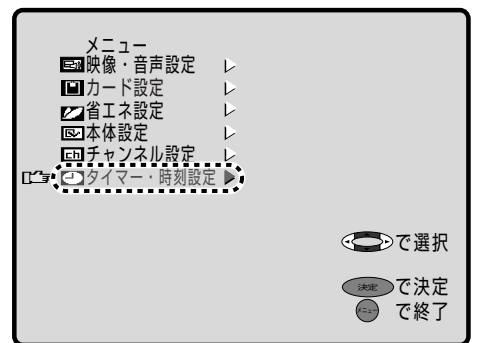 メニュー
映像・音声設定
カード設定
省エネ設定
本体設定
ch チャンネル設定
タイマー・時刻設定
で選択
決定 で決定
メニュー で終了